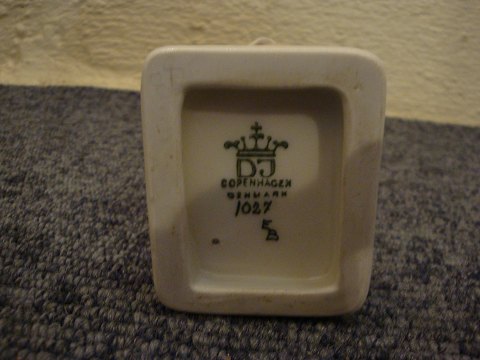 DJ
COPENHAGEN
DENMARK
1027